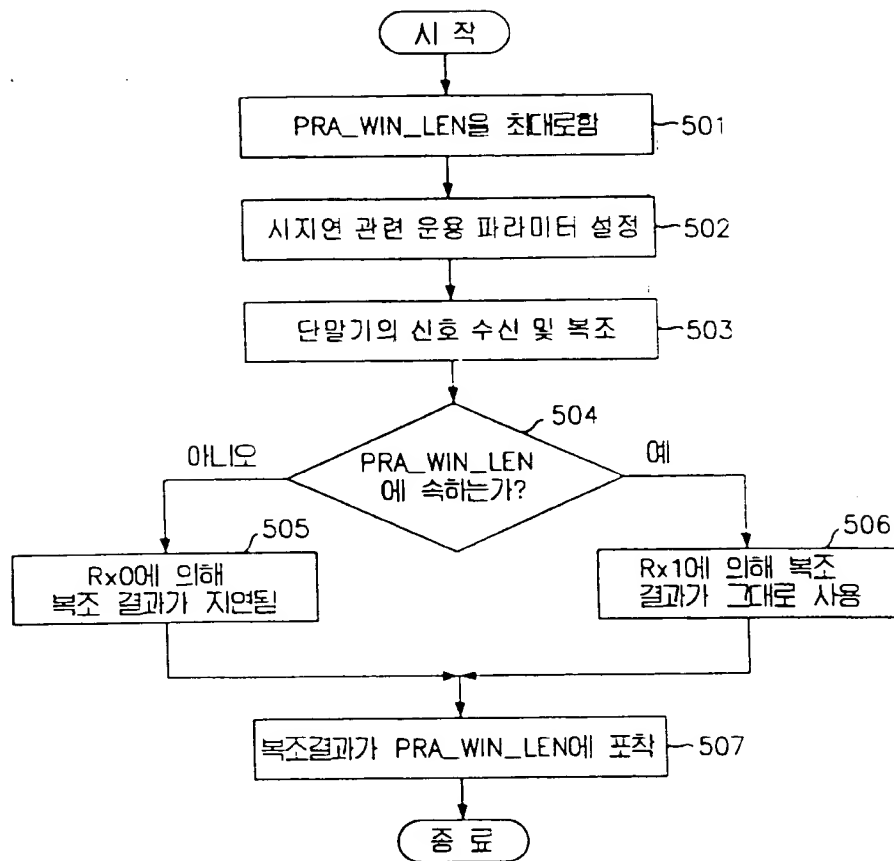 시 작
PRA_WIN_LEN을 최대로함
501
시지연 관련 운용 파라미터 설정
502
단말기의 신호 수신 및 복조
503
504
PRA_WIN_LEN
에 속하는가?
아니오
예
505
Rx0에 의해
복조 결과가 지연됨
506
Rx1에 의해 복조
결과가 그대로 사용
복조결과가 PRA_WIN_LEN에 포착
507
종 료